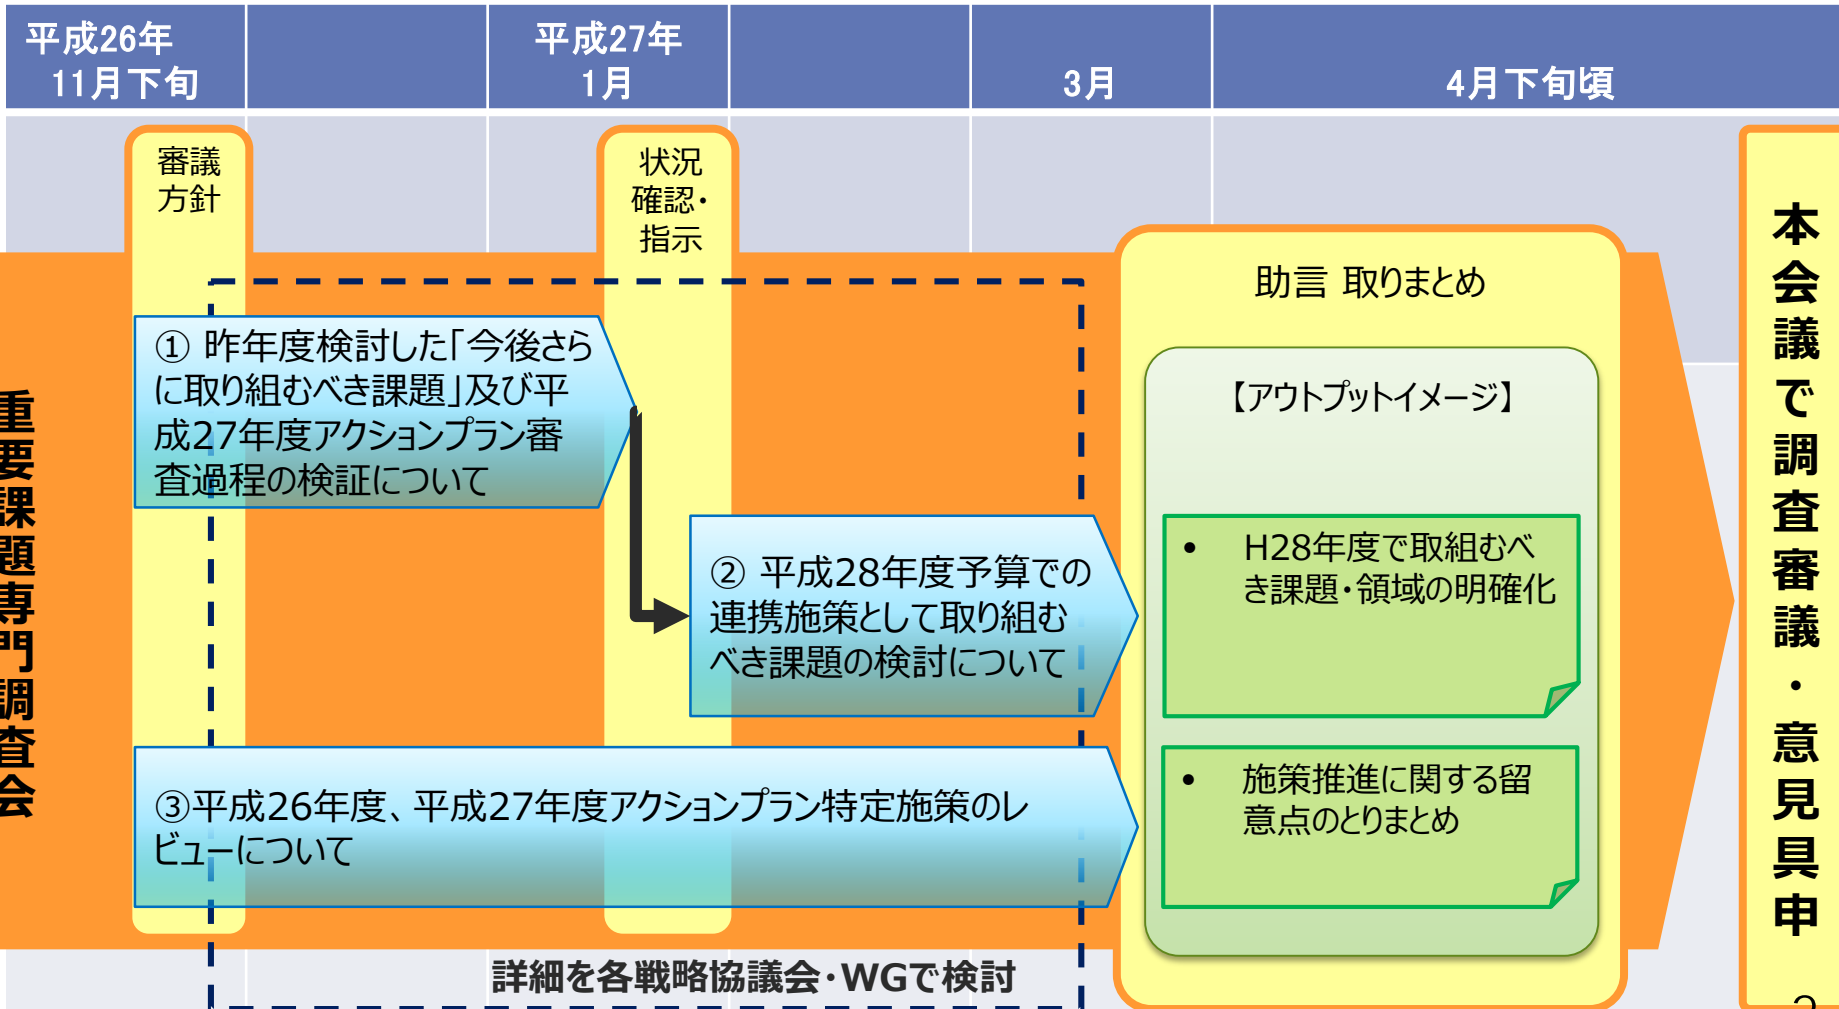 平成26年
11月下旬
平成27年
1月
3月
4月下旬頃
審議
方針
状況
確認・
指示
重要課題専門調査会
① 昨年度検討した「今後さら
に取り組むべき課題」及び平
成27年度アクションプラン審
査過程の検証について
② 平成28年度予算での
連携施策として取り組む
べき課題の検討について
③平成26年度、平成27年度アクションプラン特定施策のレ
ビューについて
詳細を各戦略協議会・WGで検討
助言 取りまとめ
【アウトプットイメージ】
• H28年度で取組むべ
き課題・領域の明確化
• 施策推進に関する留
意点のとりまとめ
本会議で調査審議・意見具申